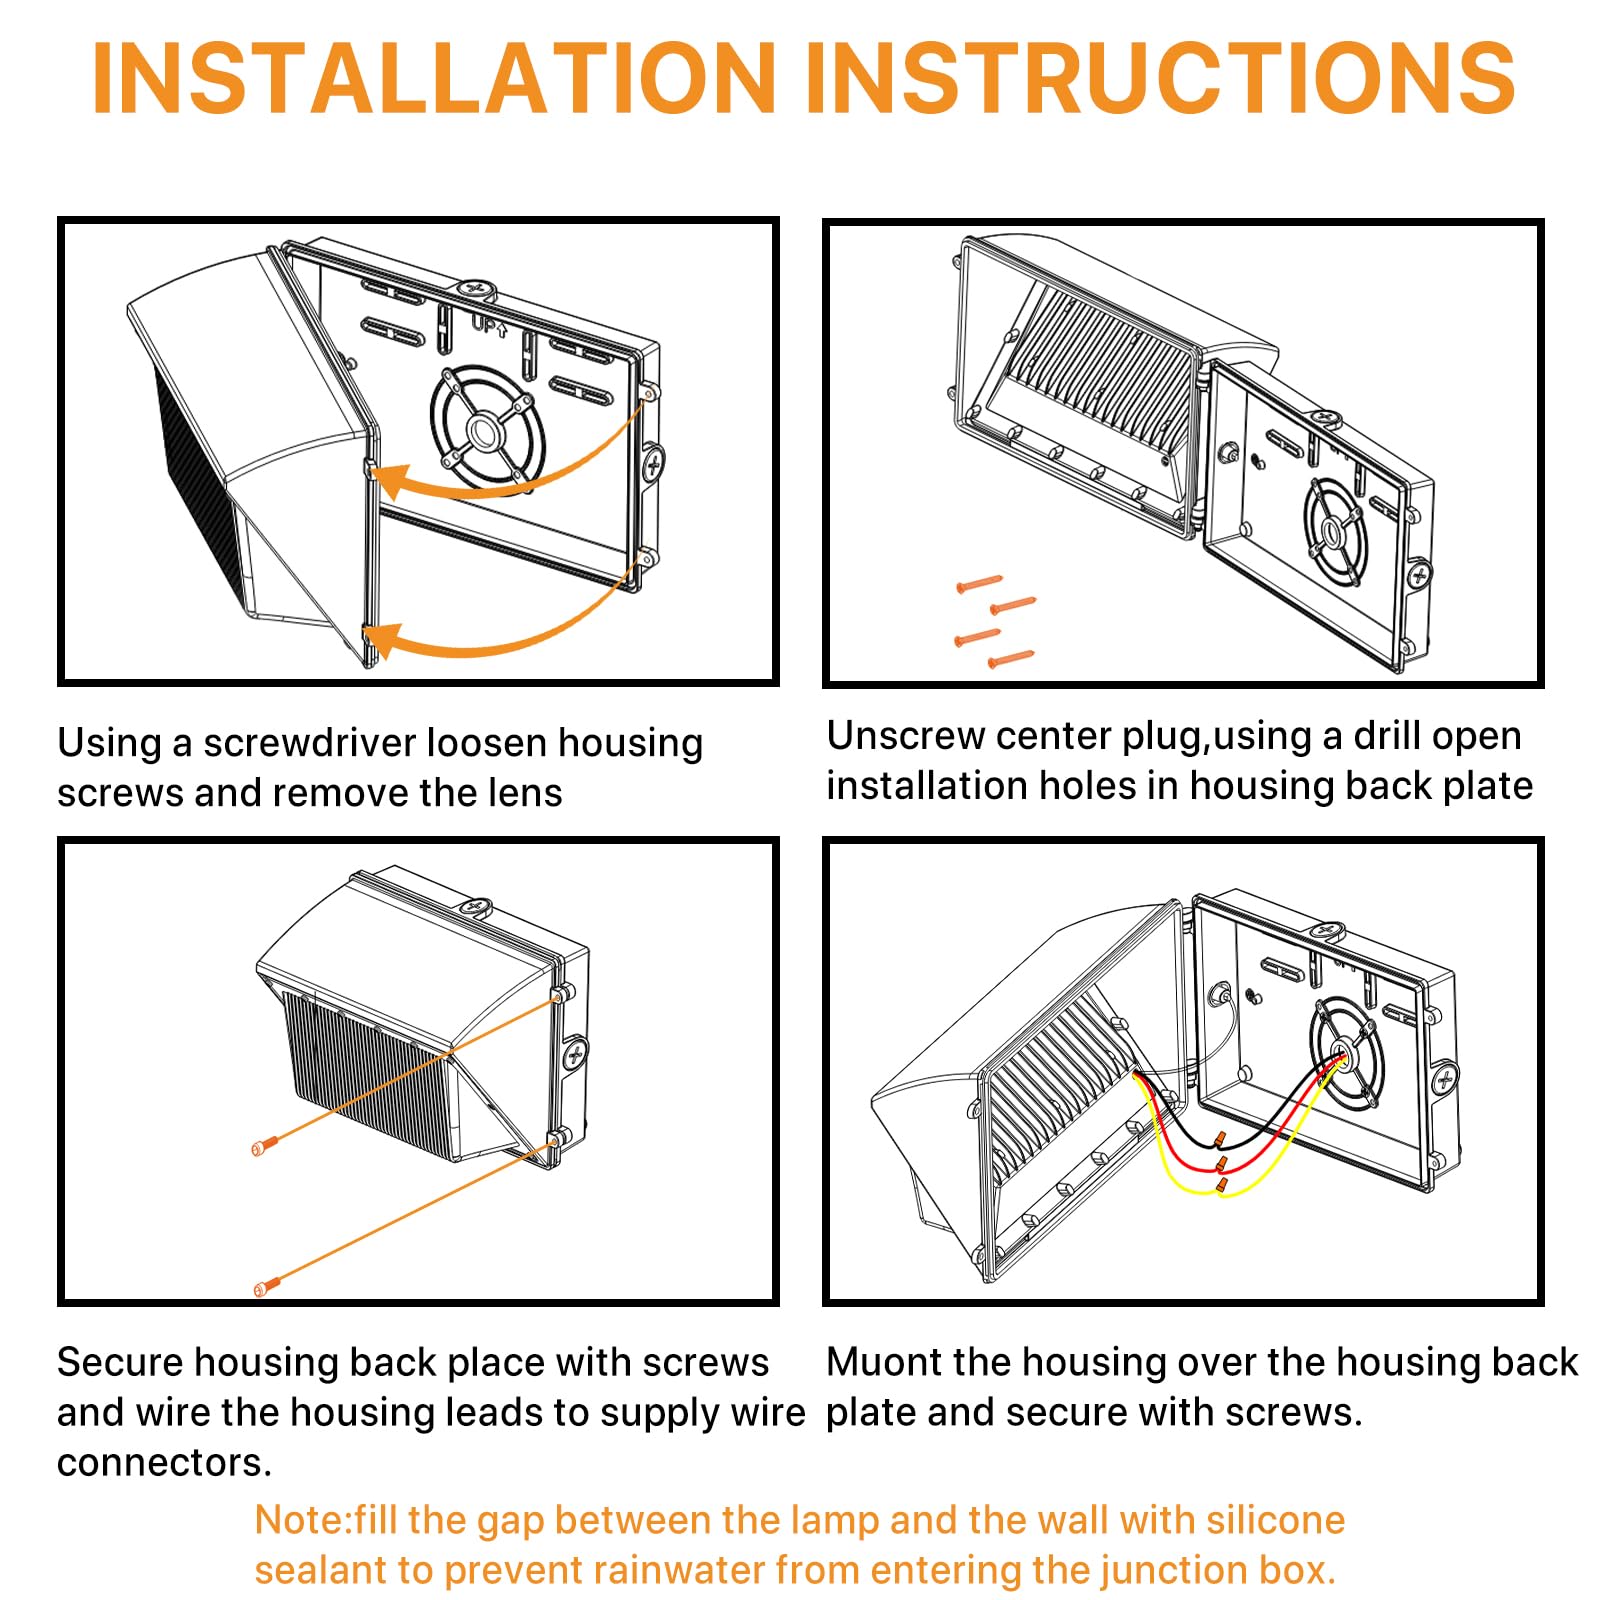 INSTALLATION INSTRUCTIONS
UP
Using a screwdriver loosen housing
screws and remove the lens
Unscrew center plug,using a drill open
installation holes in housing back plate
Secure housing back place with screws
and wire the housing leads to supply wire
connectors.
Muont the housing over the housing back
plate and secure with screws.
Note:fill the gap between the lamp and the wall with silicone
sealant to prevent rainwater from entering the junction box.